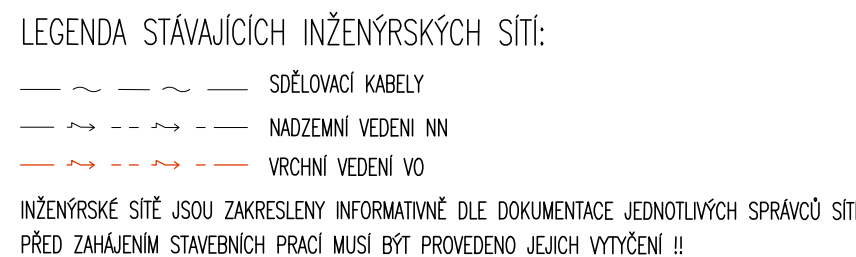 LEGENDA STÁVAJÍCÍCH INŽENÝRSKÝCH SÍTÍ:
SDĚLOVACÍ KABELY
NADZEMNÍ VEDENI NN
VRCHNÍ VEDENÍ VO
INŽENÝRSKÉ SÍTĚ JSOU ZAKRESLENY INFORMATIVNĚ DLE DOKUMENTACE JEDNOTLIVÝCH SPRÁVCŮ SÍTÍ
PŘED ZAHÁJENÍM STAVEBNÍCH PRACÍ MUSÍ BÝT PROVEDENO JEJICH VYTYČENÍ !!